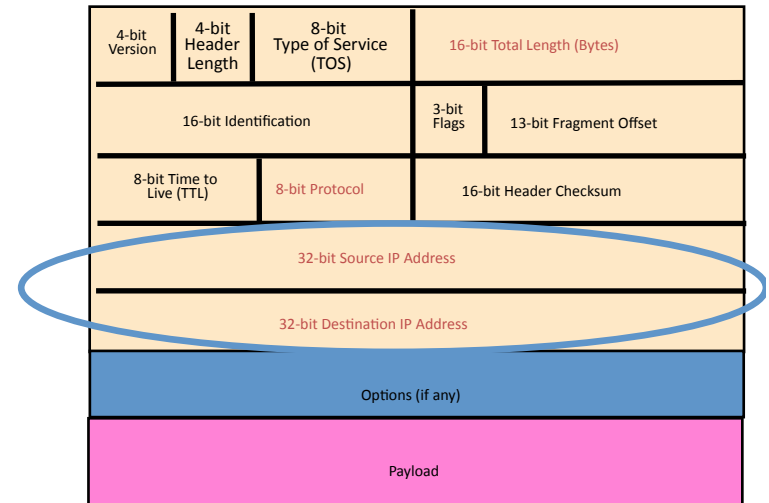 4-bit
Version
4-bit
Header
Length
8-bit
Type of Service
(TOS)
16-bit Total Length (Bytes)
16-bit Identification
3-bit
Flags
13-bit Fragment Offset
8-bit Time to
Live (TTL)
8-bit Protocol
16-bit Header Checksum
32-bit Source IP Address
32-bit Destination IP Address
Options (if any)
Payload